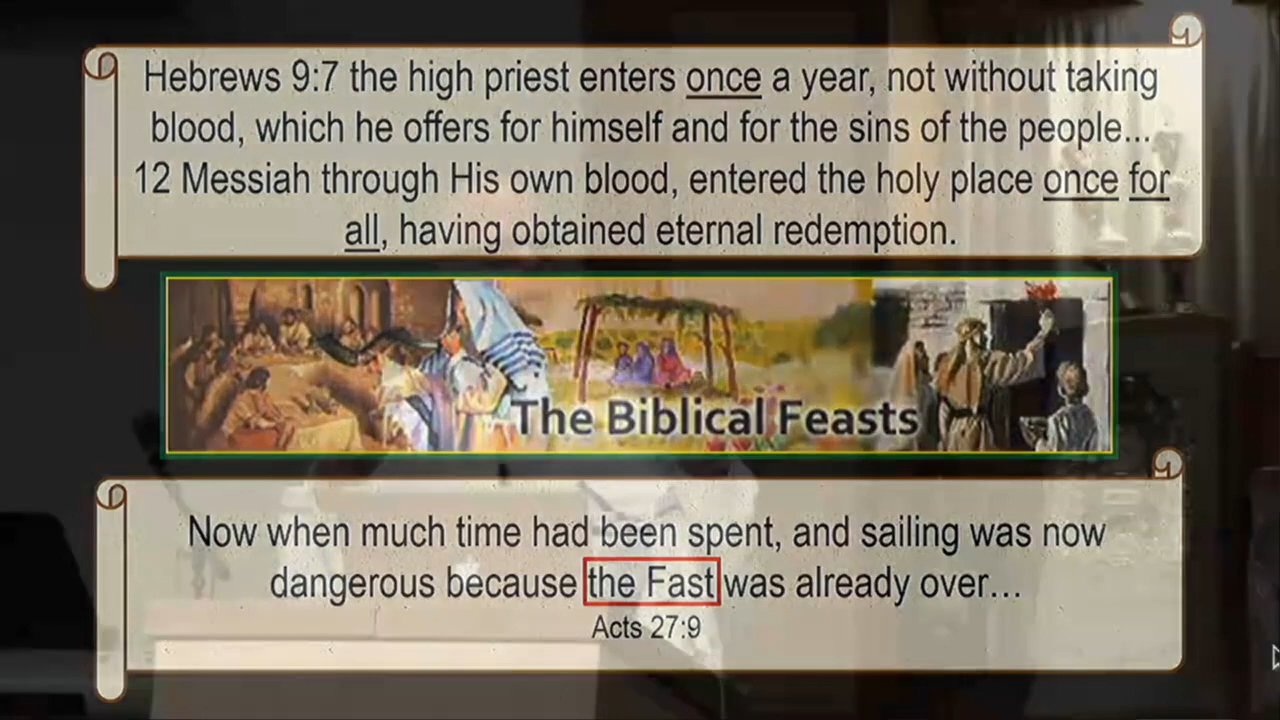 Hebrews 9:7 the high priest enters once a year, not without taking
blood, which he offers for himself and for the sins of the people...
12 Messiah through His own blood, entered the holy place once for
all, having obtained eternal redemption.
The Biblical Feasts
Now when much time had been spent, and sailing was now
dangerous because the Fast was already over...
Acts 27:9